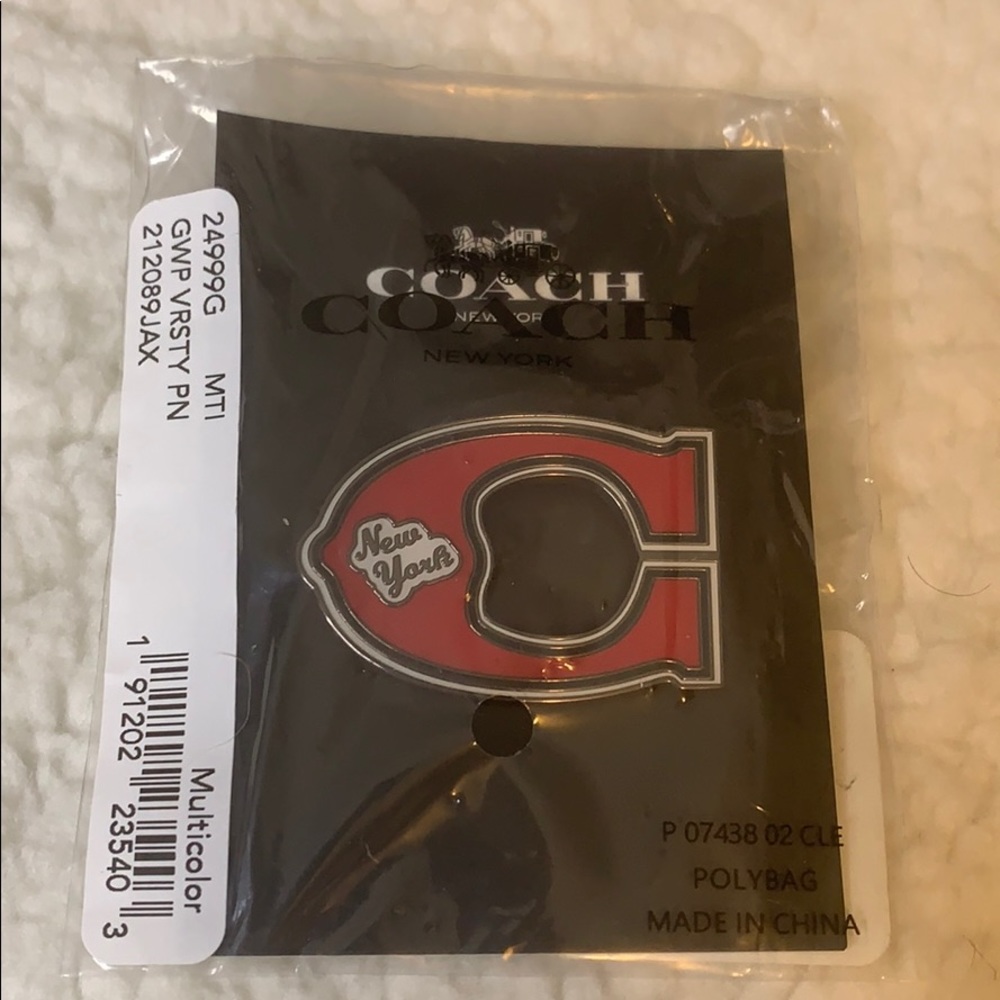 COACH
NEW YOR
COACH
NEW YORK
New
York
P 07438 02 CLE
POLYBAG
MADE IN CHINA
24999G MTI
GWP VRSTY PN
212089JAX
Multicolor
1 91202 23540 3